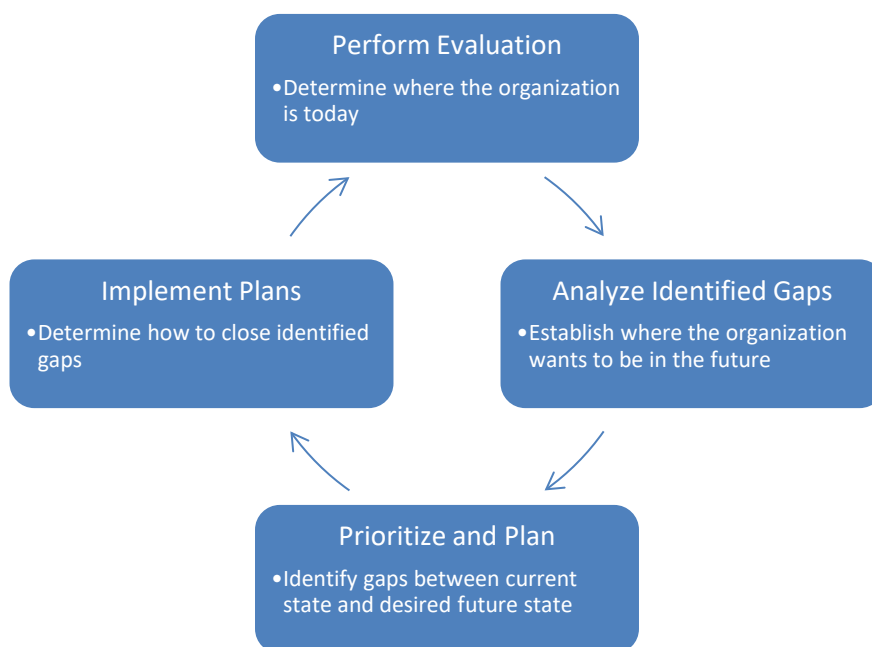 Perform Evaluation
•Determine where the organization
is today
Analyze Identified Gaps
•Establish where the organization
wants to be in the future
Prioritize and Plan
•Identify gaps between current
state and desired future state
Implement Plans
•Determine how to close identified
gaps